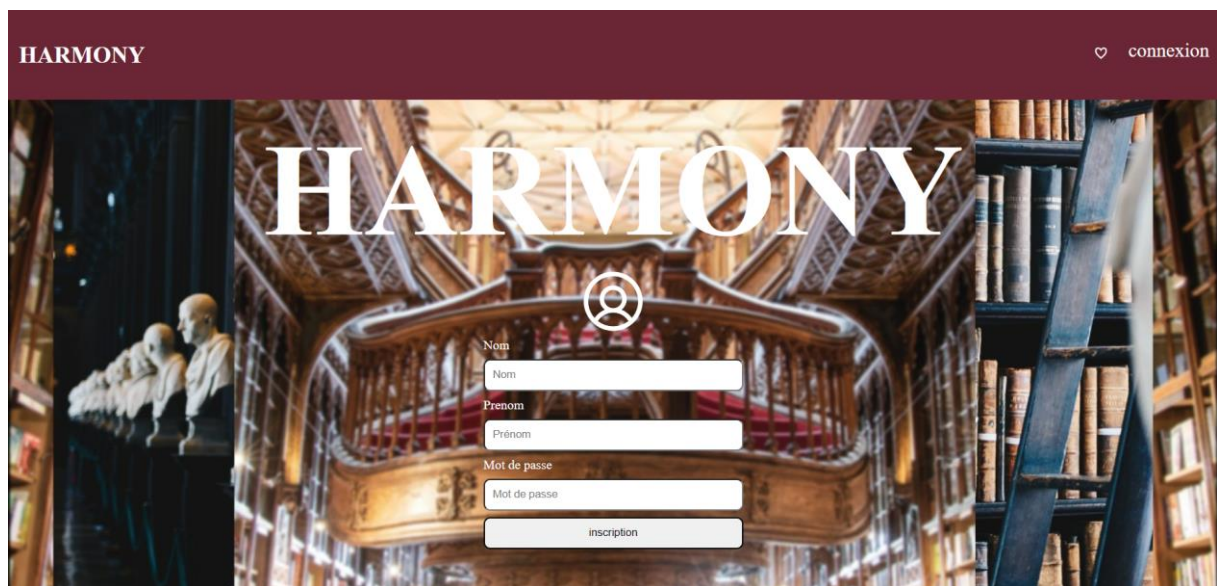 HARMONY
connexion
HARMONY
Nom
Nom
Prenom
Prénom
Mot de passe
Mot de passe
inscription